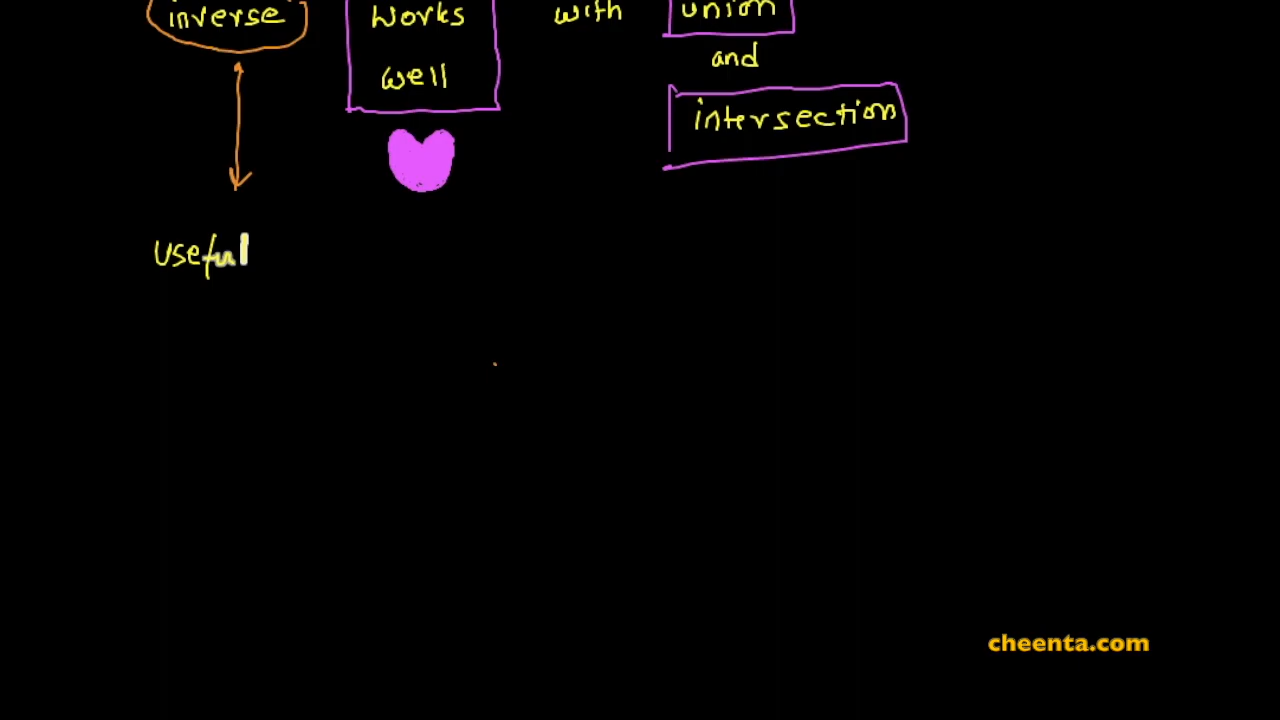 inverse works with union
well and
intersection
useful
cheenta.com